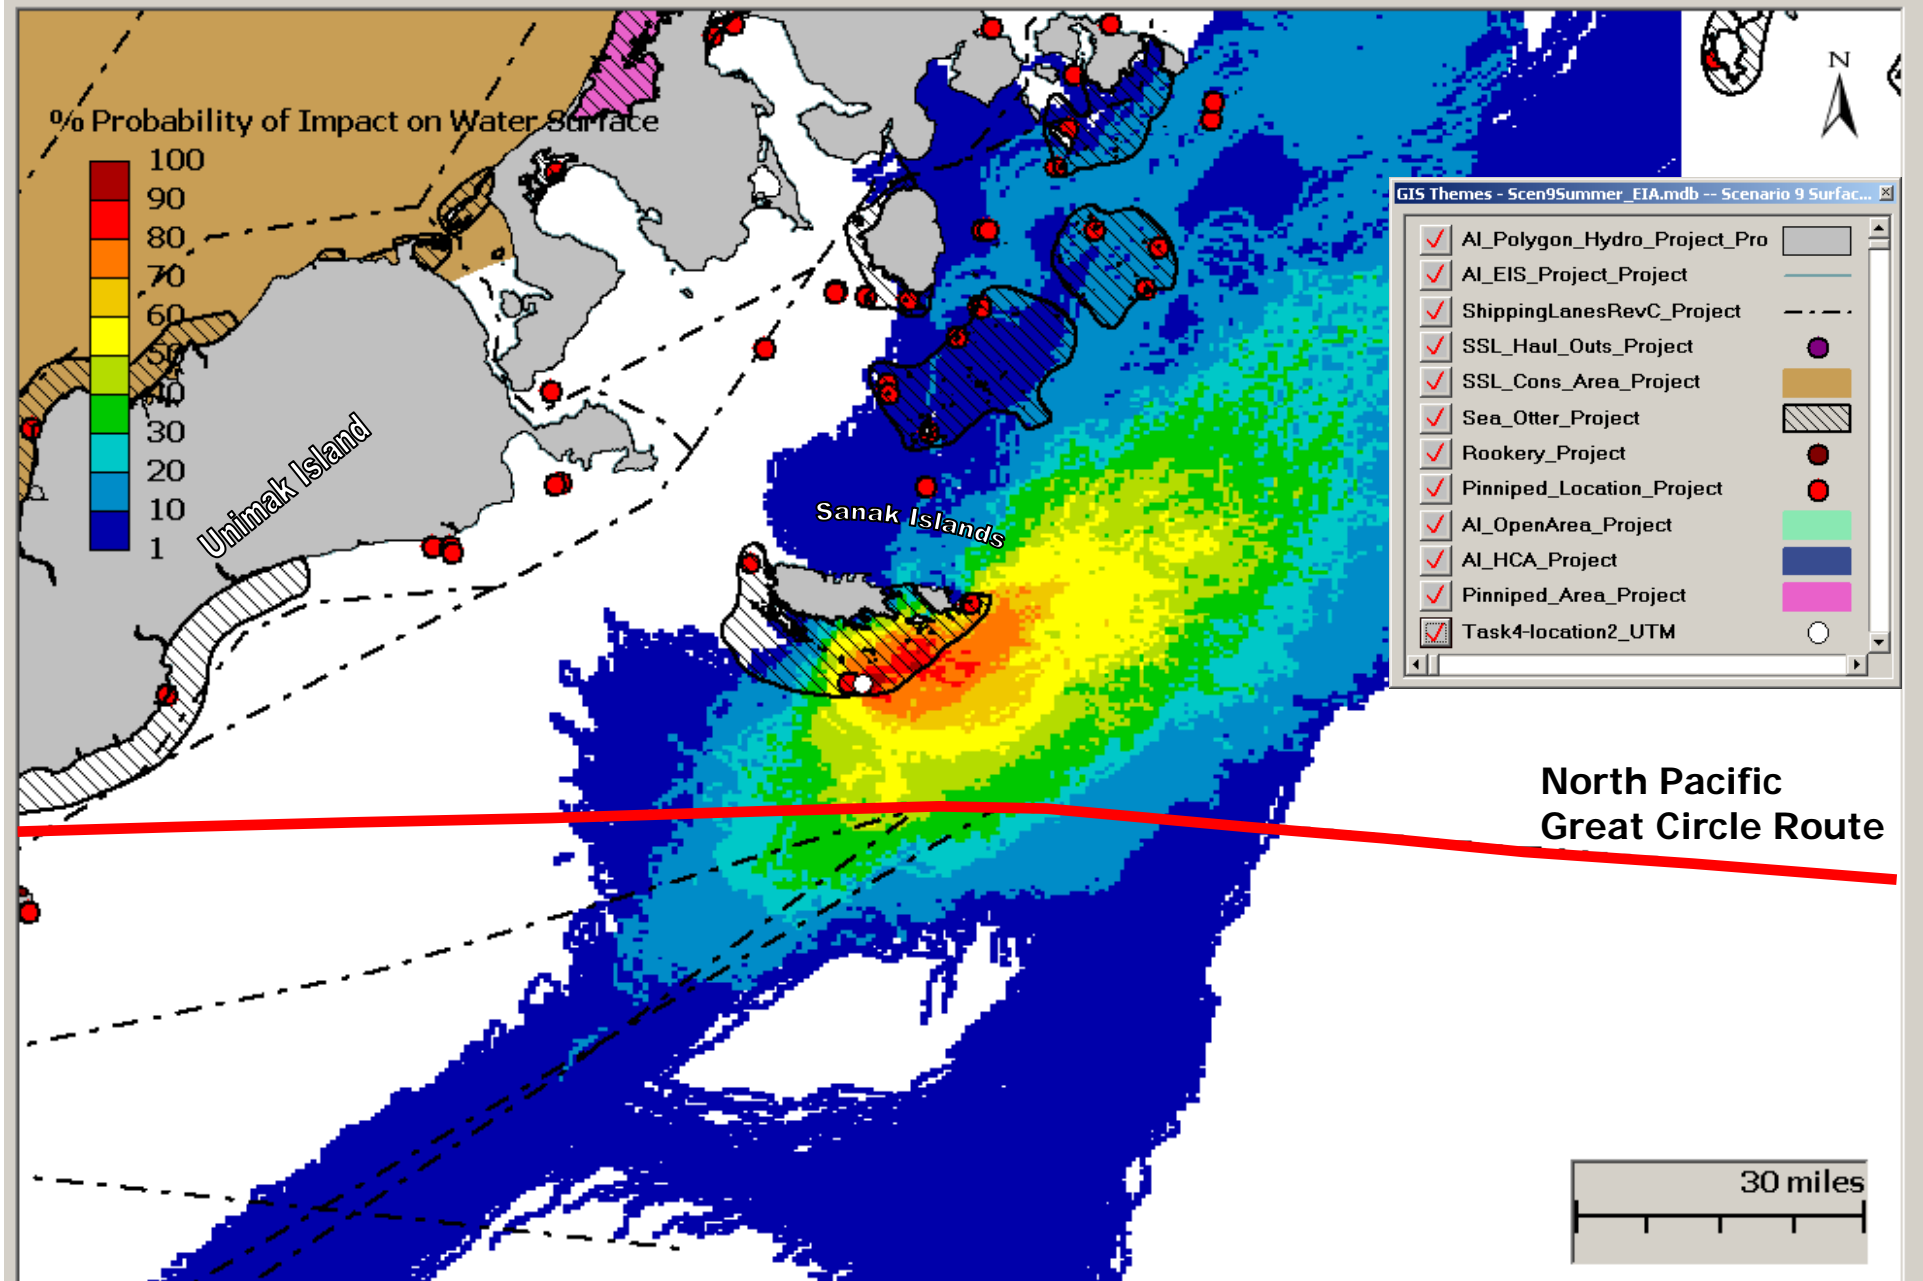 % Probability of Impact on Water Surface
100
90
80
70
60
50
40
30
20
10
1
N
Unimak Island
Sanak Islands
GIS Themes - Scen9Summer_EIA.mdb -- Scenario 9 Surfac...
AI_Polygon_Hydro_Project_Pro
AI_EIS_Project_Project
ShippingLanesRevC_Project
SSL_Haul_Outs_Project
SSL_Cons_Area_Project
Sea_Otter_Project
Rookery_Project
Pinniped_Location_Project
AI_OpenArea_Project
AI_HCA_Project
Pinniped_Area_Project
Task4-location2_UTM
North Pacific
Great Circle Route
30 miles